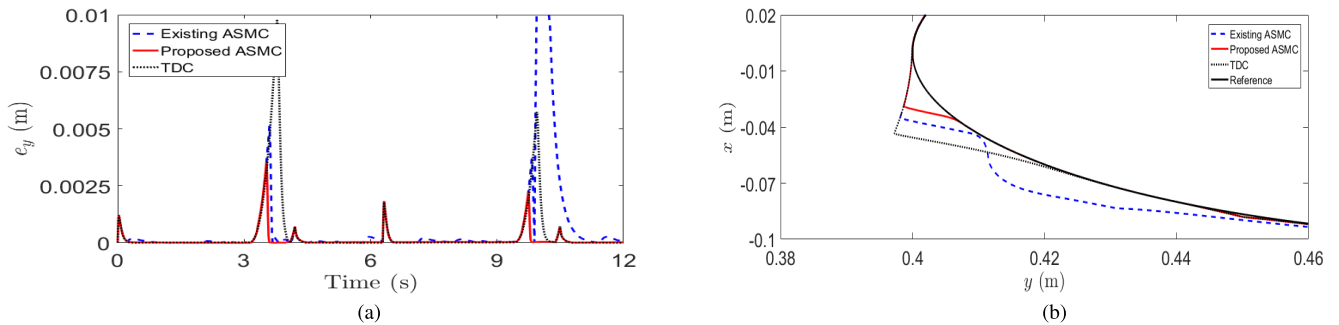 0.01
0.0075
0.005
0.0025
0
e_y (m)
Existing ASMC
Proposed ASMC
TDC
0 3 6 9 12
Time (s)
(a)
0.02
-0.01
-0.04
-0.07
-0.1
x (m)
Existing ASMC
Proposed ASMC
TDC
Reference
0.38 0.4 0.42 0.44 0.46
y (m)
(b)